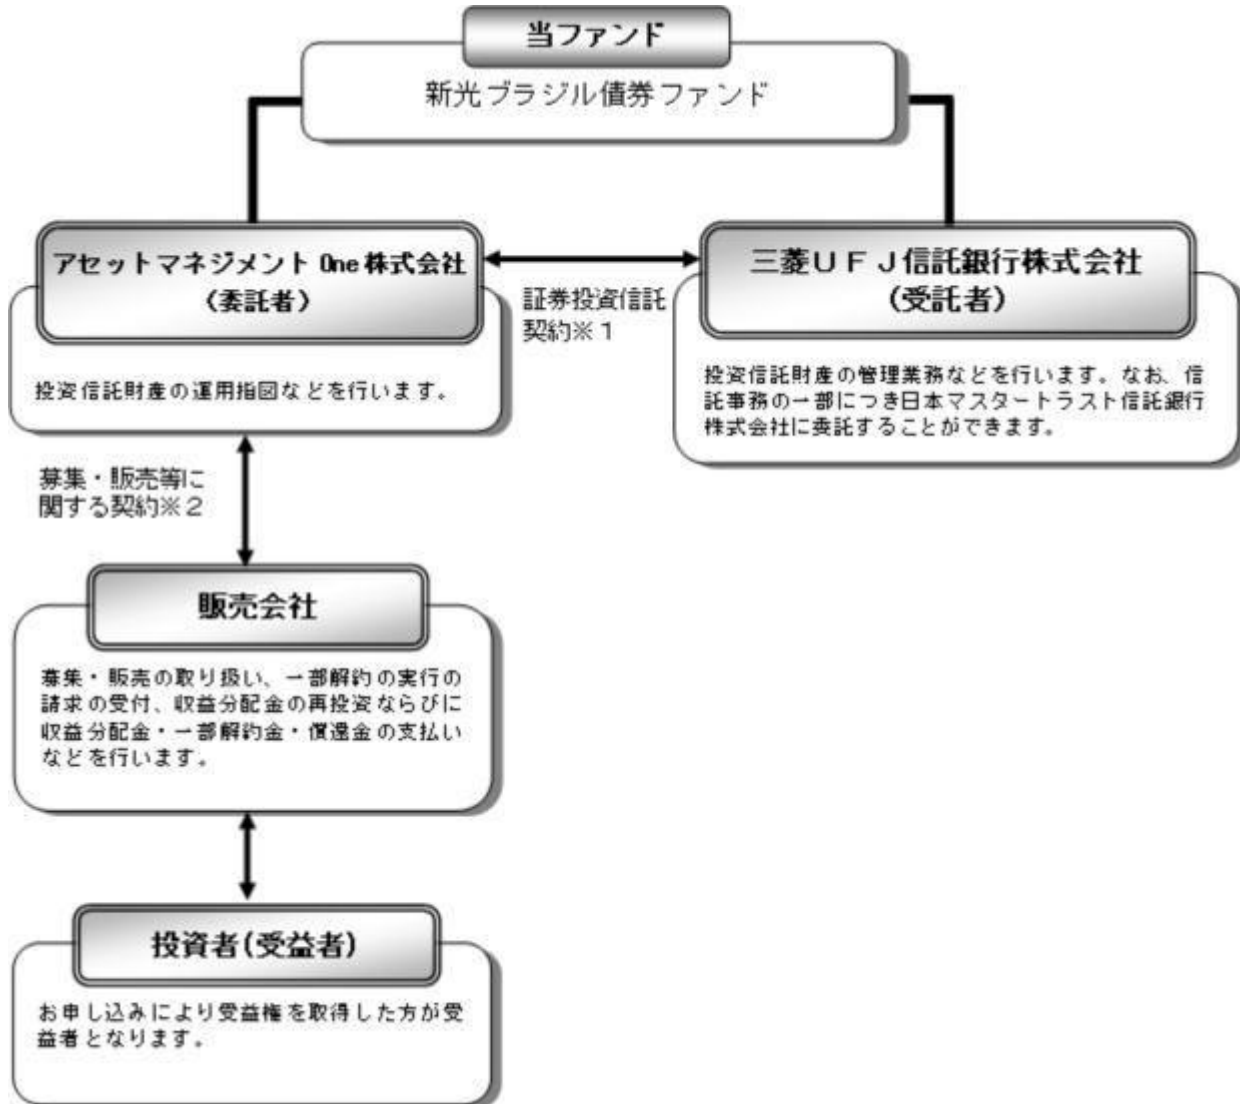 当ファンド
新光ブラジル債券ファンド
アセットマネジメント One 株式会社
(委託者)
投資信託財産の運用指図などを行います。
証券投資信託
契約※1
三菱UFJ信託銀行株式会社
(受託者)
投資信託財産の管理業務などを行います。なお、信
託事務の一部につき日本マスタートラスト信託銀行
株式会社に委託することができます。
募集・販売等に
関する契約※2
販売会社
募集・販売の取り扱い、一部解約の実行の
請求の受付、収益分配金の再投資ならびに
収益分配金・一部解約金・償還金の支払い
などを行います。
投資者(受益者)
お申し込みにより受益権を取得した方が受
益者となります。